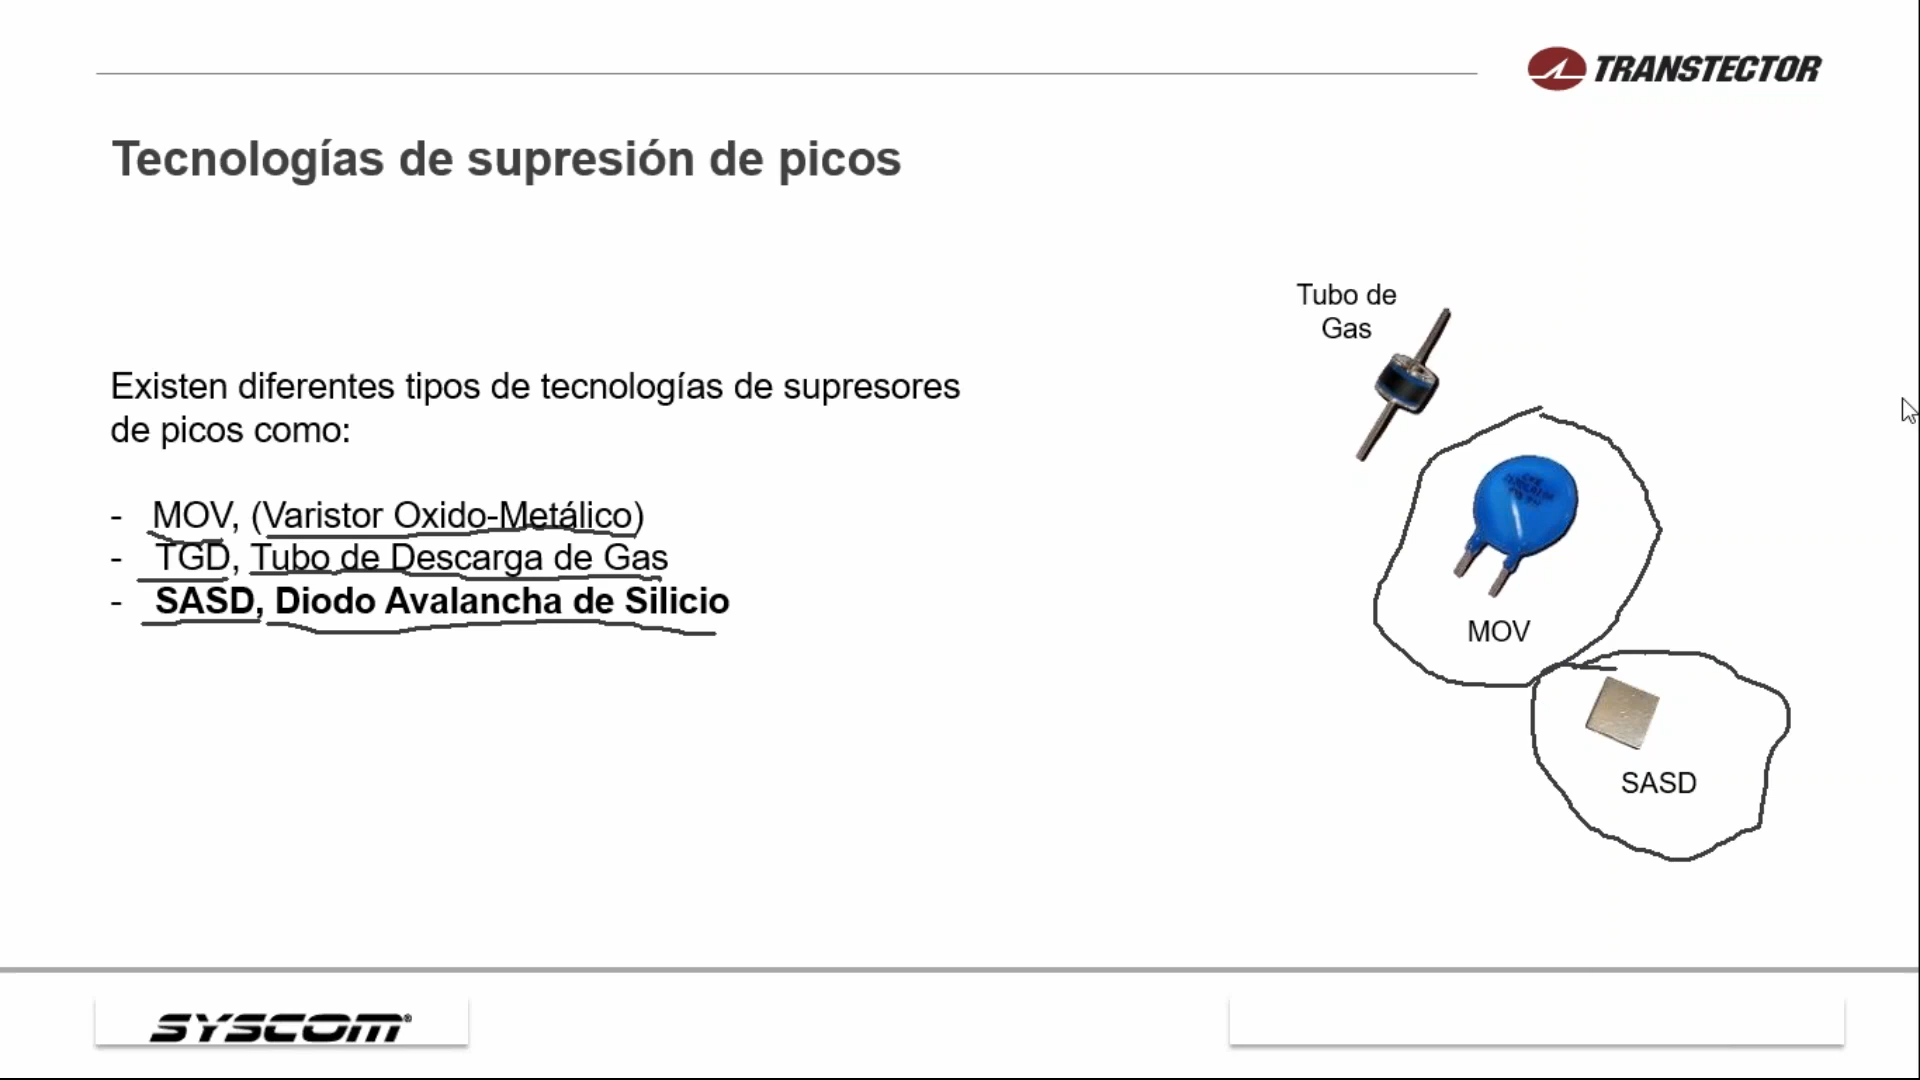 TRANSTECTOR
Tecnologías de supresión de picos
Existen diferentes tipos de tecnologías de supresores
de picos como:
- MOV, (Varistor Oxido-Metálico)
- TGD, Tubo de Descarga de Gas
- SASD, Diodo Avalancha de Silicio
Tubo de
Gas
MOV
SASD
SYSCOM®